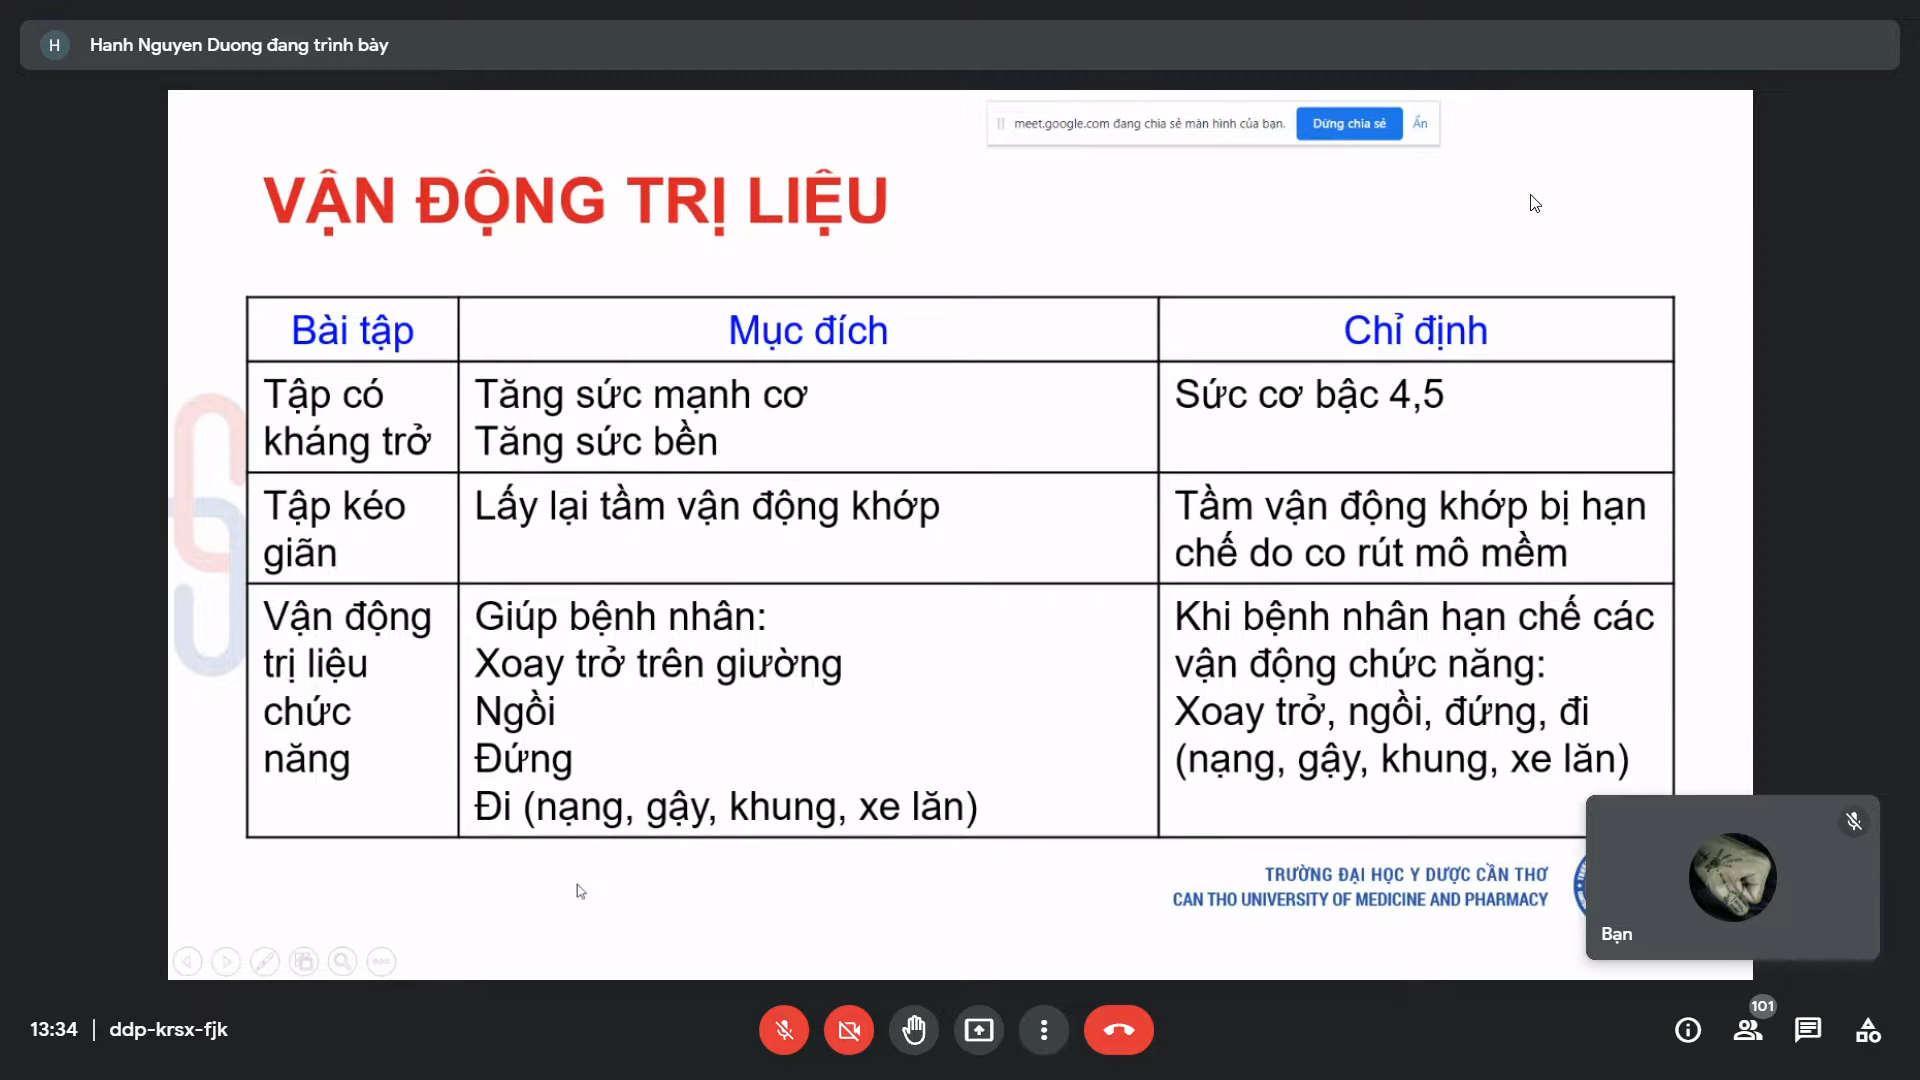 H
Hanh Nguyen Duong đang trình bày
meet.google.com đang chia sẻ màn hình của bạn.
Dừng chia sẻ
Ẩn
VẬN ĐỘNG TRỊ LIỆU
Bài tập
Mục đích
Chỉ định
Tập có
kháng trở
Tăng sức mạnh cơ
Tăng sức bền
Sức cơ bậc 4,5
Tập kéo
giãn
Lấy lại tầm vận động khớp
Tầm vận động khớp bị hạn
chế do co rút mô mềm
Vận động
trị liệu
chức
năng
Giúp bệnh nhân:
Xoay trở trên giường
Ngồi
Đứng
Đi (nạng, gậy, khung, xe lăn)
Khi bệnh nhân hạn chế các
vận động chức năng:
Xoay trở, ngồi, đứng, đi
(nạng, gậy, khung, xe lăn)
TRƯỜNG ĐẠI HỌC Y DƯỢC CẦN THƠ
CAN THO UNIVERSITY OF MEDICINE AND PHARMACY
Bạn
13:34 | ddp-krsx-fjk
101